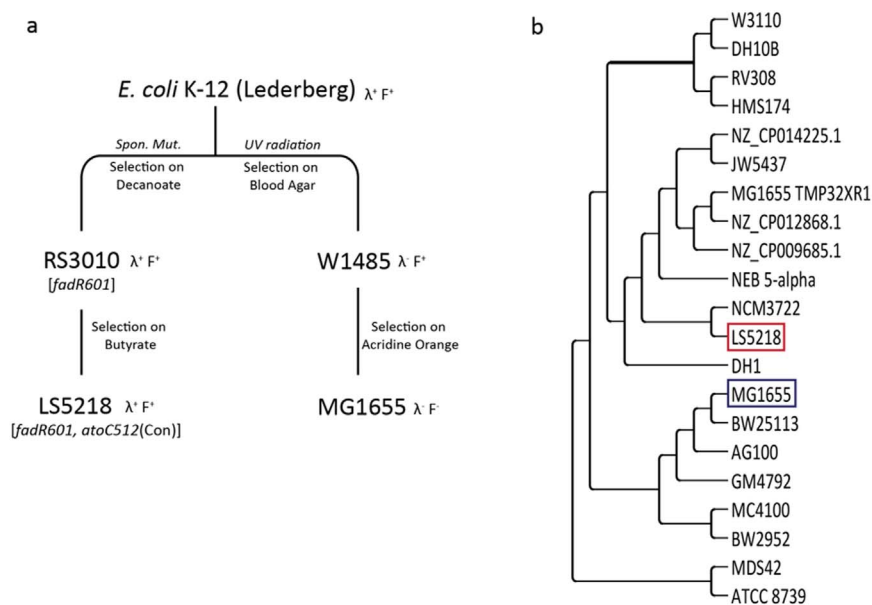 a
E. coli K-12 (Lederberg) λ⁺ F⁺
Spon. Mut.
Selection on
Decanoate
UV radiation
Selection on
Blood Agar
RS3010 λ⁺ F⁺
[fadR601]
W1485 λ⁻ F⁺
Selection on
Butyrate
Selection on
Acridine Orange
LS5218 λ⁺ F⁺
[fadR601, atoC512(Con)]
MG1655 λ⁻ F⁻
b
W3110
DH10B
RV308
HMS174
NZ_CP014225.1
JW5437
MG1655 TMP32XR1
NZ_CP012868.1
NZ_CP009685.1
NEB 5-alpha
NCM3722
LS5218
DH1
MG1655
BW25113
AG100
GM4792
MC4100
BW2952
MDS42
ATCC 8739